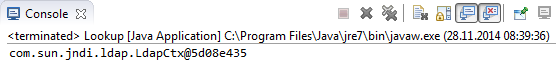 Console
<terminated> Lookup [Java Application] C:\Program Files\Java\jre7\bin\javaw.exe (28.11.2014 08:39:36)
com.sun.jndi.ldap.LdapCtx@5d08e435